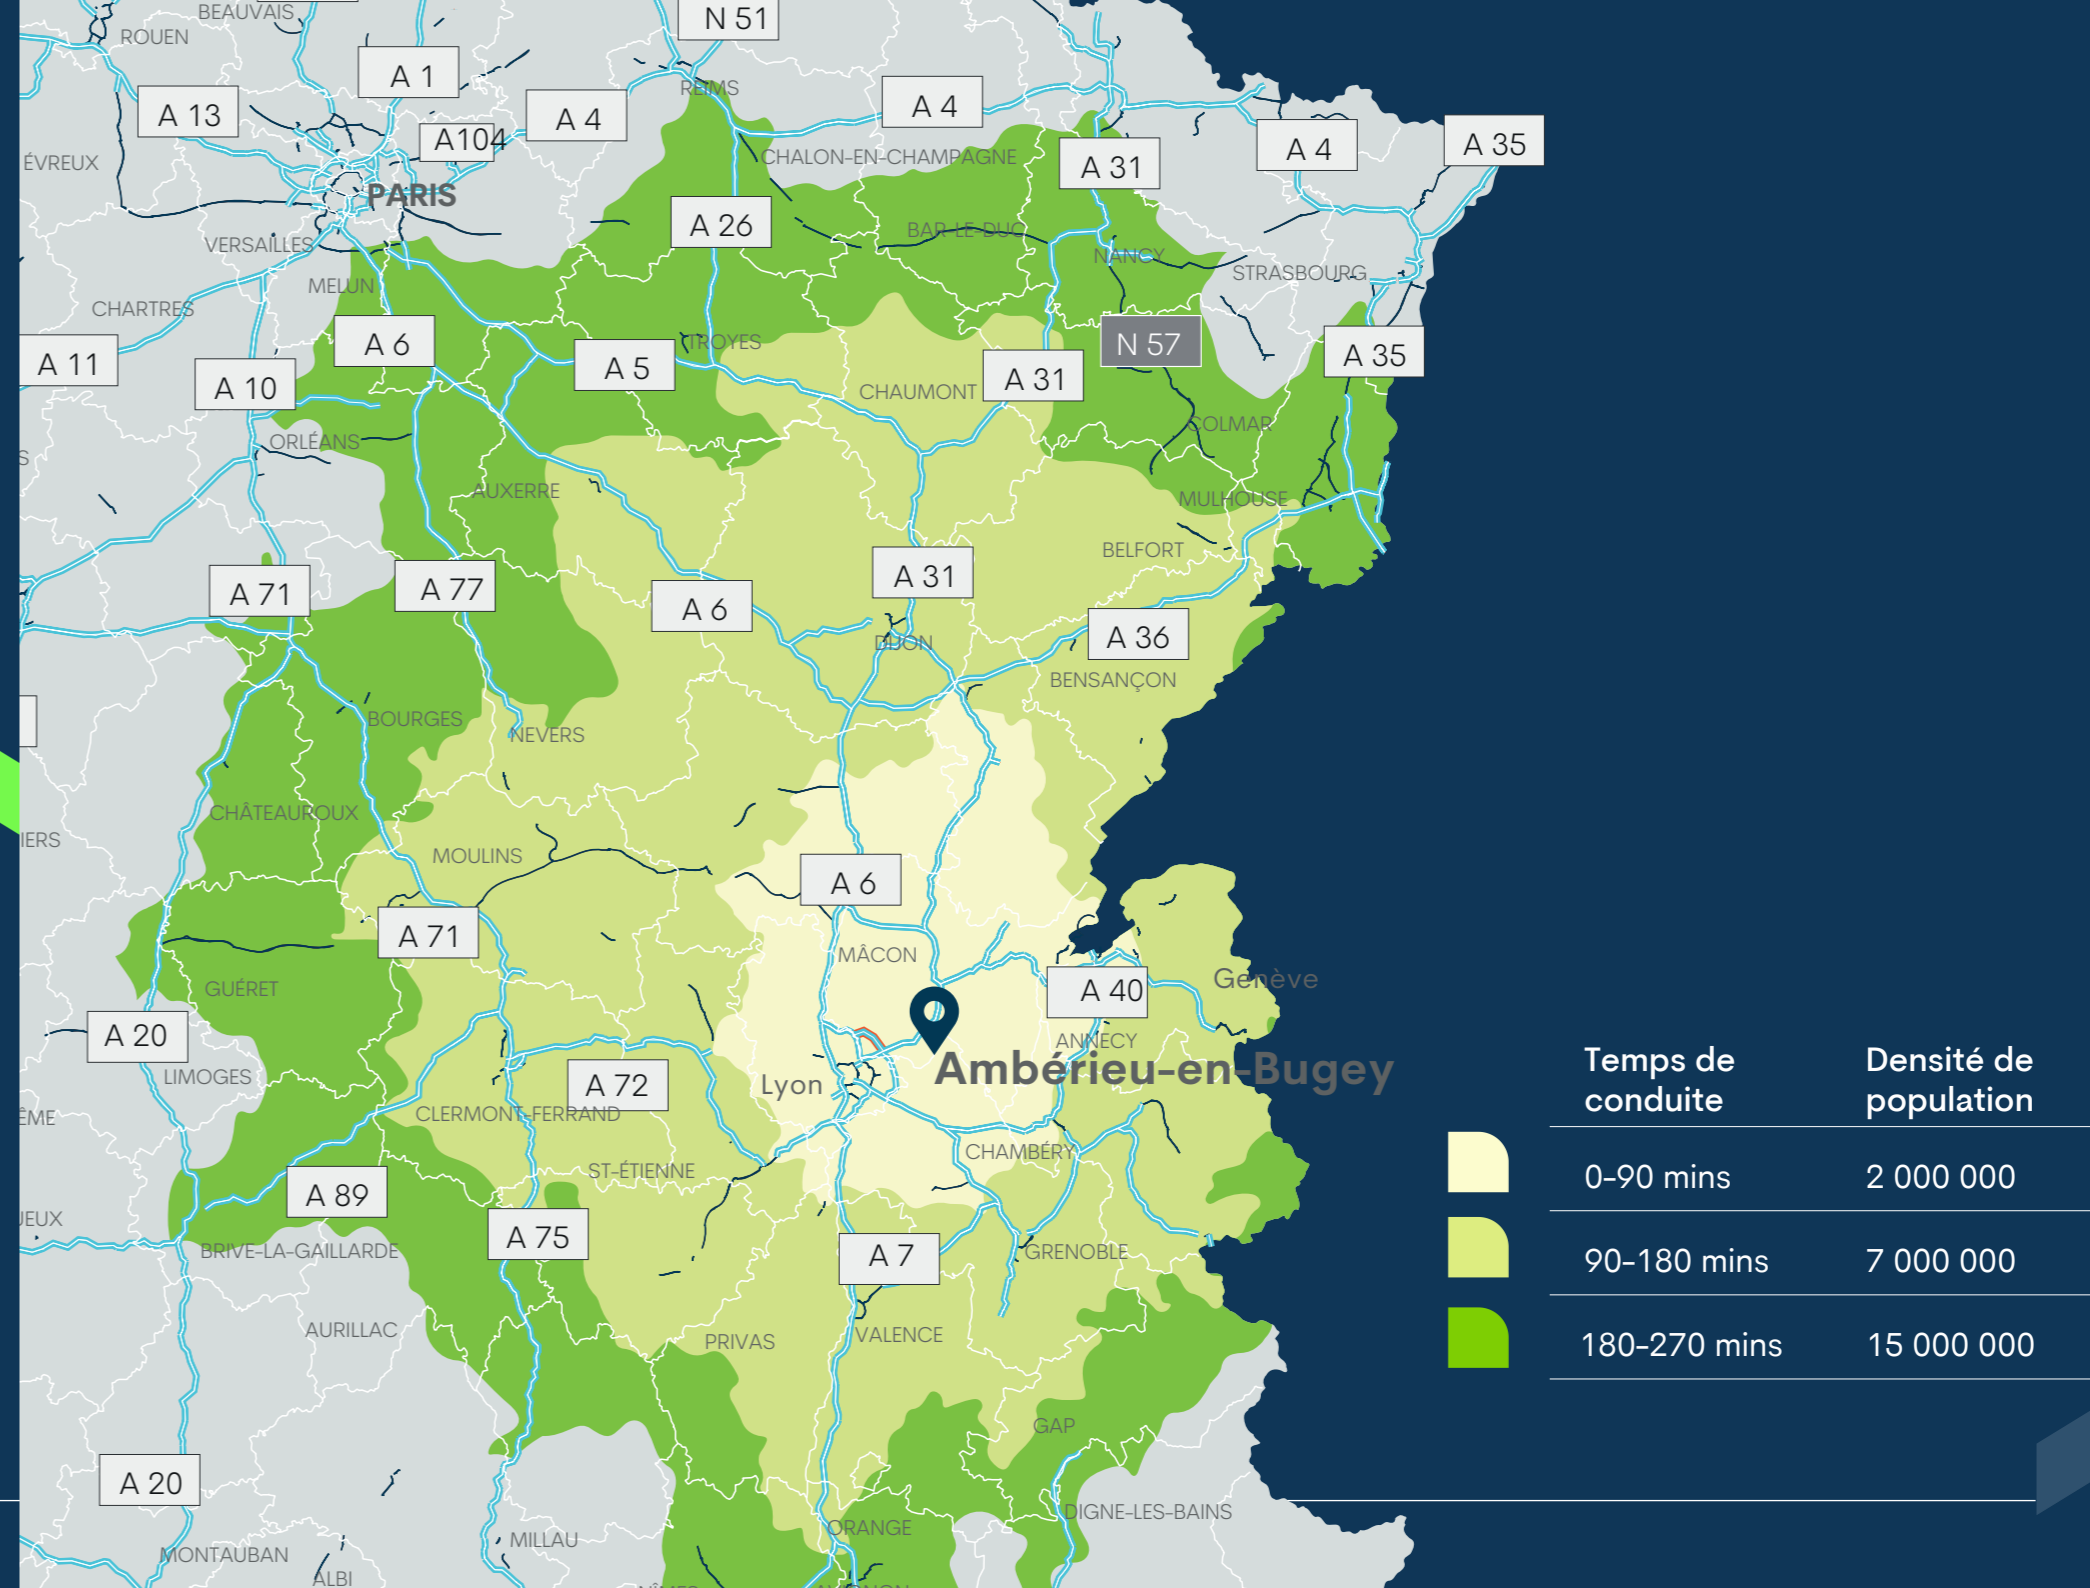 BEAUVAIS
N 51
ROUEN
A 1
REIMS
A 13
A 4
A 4
A104
A 4
A 35
ÉVREUX
CHALON-EN-CHAMPAGNE
A 31
PARIS
A 26
BAR-LE-DUC
VERSAILLES
NANCY
STRASBOURG
MELUN
CHARTRES
A 6
TROYES
N 57
A 35
A 11
A 5
A 10
CHAUMONT
A 31
COLMAR
ORLÉANS
S
AUXERRE
MULHOUSE
BELFORT
A 71
A 77
A 31
A 6
A 36
DIJON
BENSANÇON
BOURGES
NEVERS
CHÂTEAUROUX
IERS
MOULINS
A 6
A 71
MÂCON
GUÉRET
A 40
Genève
A 20
ANNECY
Ambérieu-en-Bugey
LIMOGES
A 72
Lyon
ÊME
CLERMONT-FERRAND
CHAMBÉRY
ST-ÉTIENNE
A 89
UEUX
A 75
BRIVE-LA-GAILLARDE
A 7
GRENOBLE
AURILLAC
PRIVAS
VALENCE
GAP
A 20
DIGNE-LES-BAINS
ORANGE
MILLAU
MONTAUBAN
ALBI
NÎMES
AVIGNON
Temps de conduite
Densité de population
0-90 mins
2 000 000
90-180 mins
7 000 000
180-270 mins
15 000 000